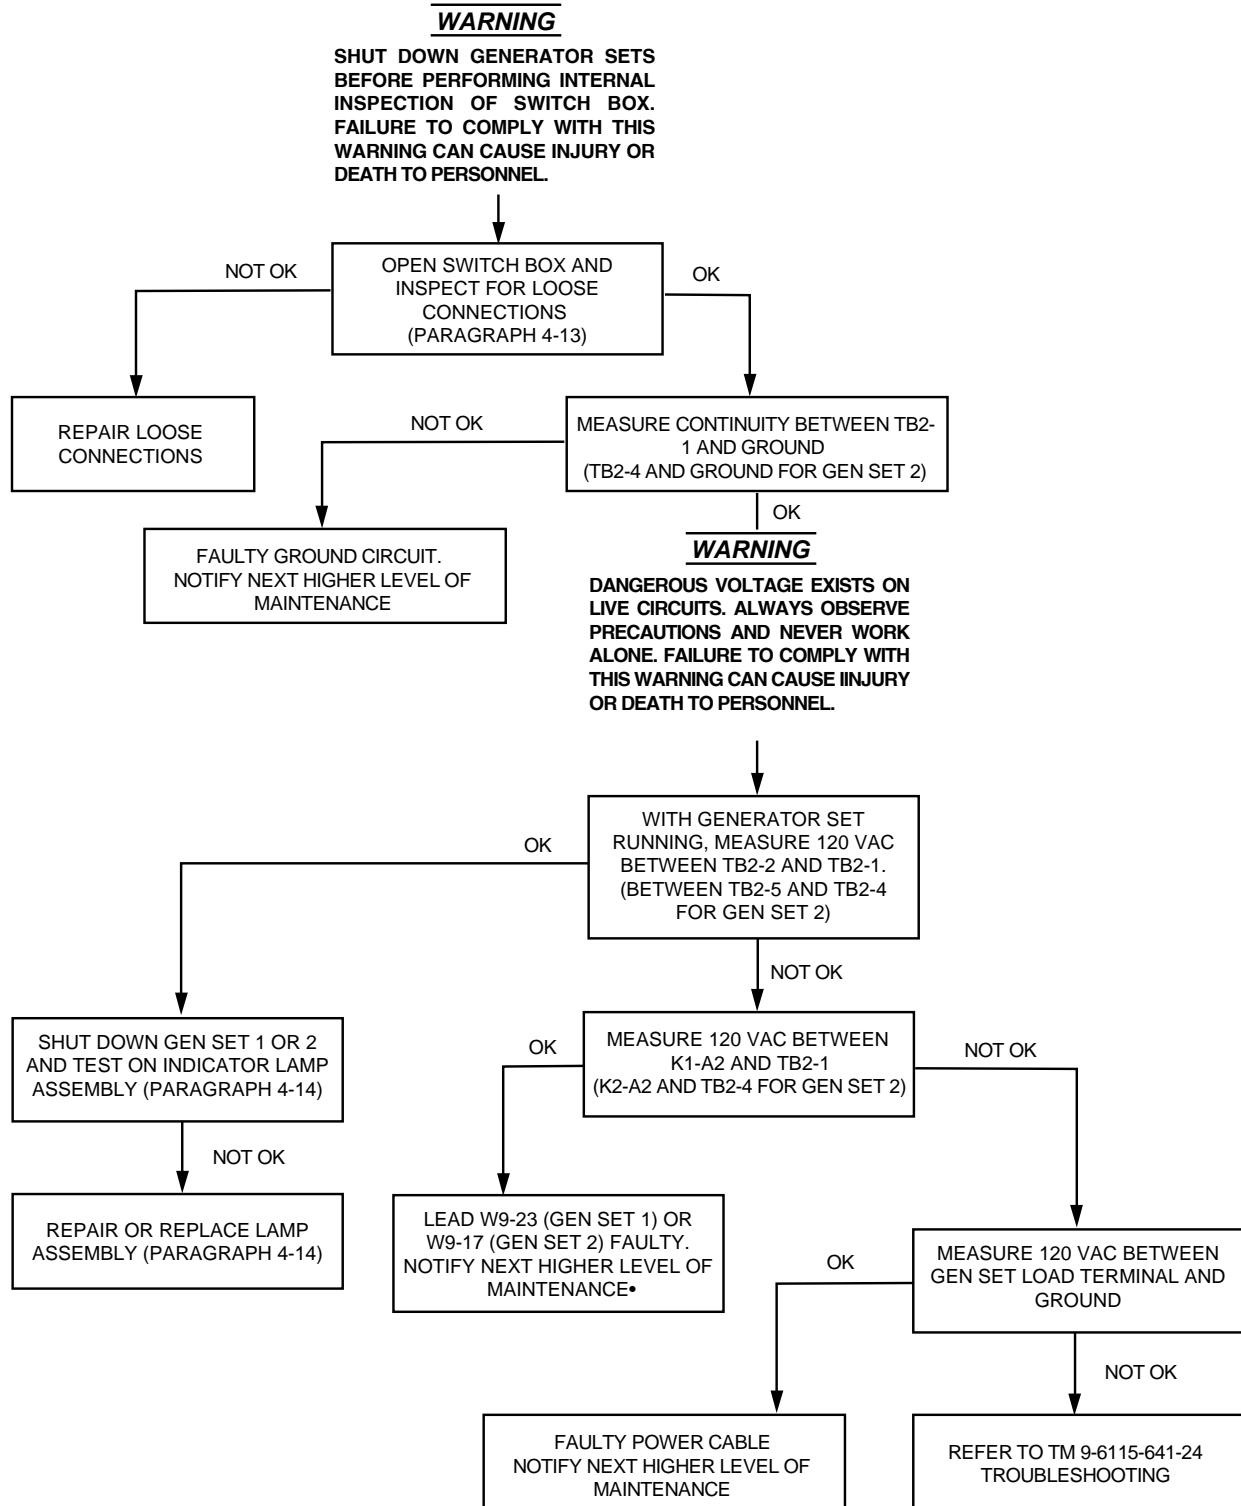 WARNING
SHUT DOWN GENERATOR SETS
BEFORE PERFORMING INTERNAL
INSPECTION OF SWITCH BOX.
FAILURE TO COMPLY WITH THIS
WARNING CAN CAUSE INJURY OR
DEATH TO PERSONNEL.
NOT OK
OPEN SWITCH BOX AND
INSPECT FOR LOOSE
CONNECTIONS
(PARAGRAPH 4-13)
OK
REPAIR LOOSE
CONNECTIONS
NOT OK
MEASURE CONTINUITY BETWEEN TB2-
1 AND GROUND
(TB2-4 AND GROUND FOR GEN SET 2)
OK
FAULTY GROUND CIRCUIT.
NOTIFY NEXT HIGHER LEVEL OF
MAINTENANCE
WARNING
DANGEROUS VOLTAGE EXISTS ON
LIVE CIRCUITS. ALWAYS OBSERVE
PRECAUTIONS AND NEVER WORK
ALONE. FAILURE TO COMPLY WITH
THIS WARNING CAN CAUSE IINJURY
OR DEATH TO PERSONNEL.
OK
WITH GENERATOR SET
RUNNING, MEASURE 120 VAC
BETWEEN TB2-2 AND TB2-1.
(BETWEEN TB2-5 AND TB2-4
FOR GEN SET 2)
NOT OK
SHUT DOWN GEN SET 1 OR 2
AND TEST ON INDICATOR LAMP
ASSEMBLY (PARAGRAPH 4-14)
OK
MEASURE 120 VAC BETWEEN
K1-A2 AND TB2-1
(K2-A2 AND TB2-4 FOR GEN SET 2)
NOT OK
NOT OK
REPAIR OR REPLACE LAMP
ASSEMBLY (PARAGRAPH 4-14)
LEAD W9-23 (GEN SET 1) OR
W9-17 (GEN SET 2) FAULTY.
NOTIFY NEXT HIGHER LEVEL OF
MAINTENANCE•
OK
MEASURE 120 VAC BETWEEN
GEN SET LOAD TERMINAL AND
GROUND
NOT OK
FAULTY POWER CABLE
NOTIFY NEXT HIGHER LEVEL OF
MAINTENANCE
REFER TO TM 9-6115-641-24
TROUBLESHOOTING